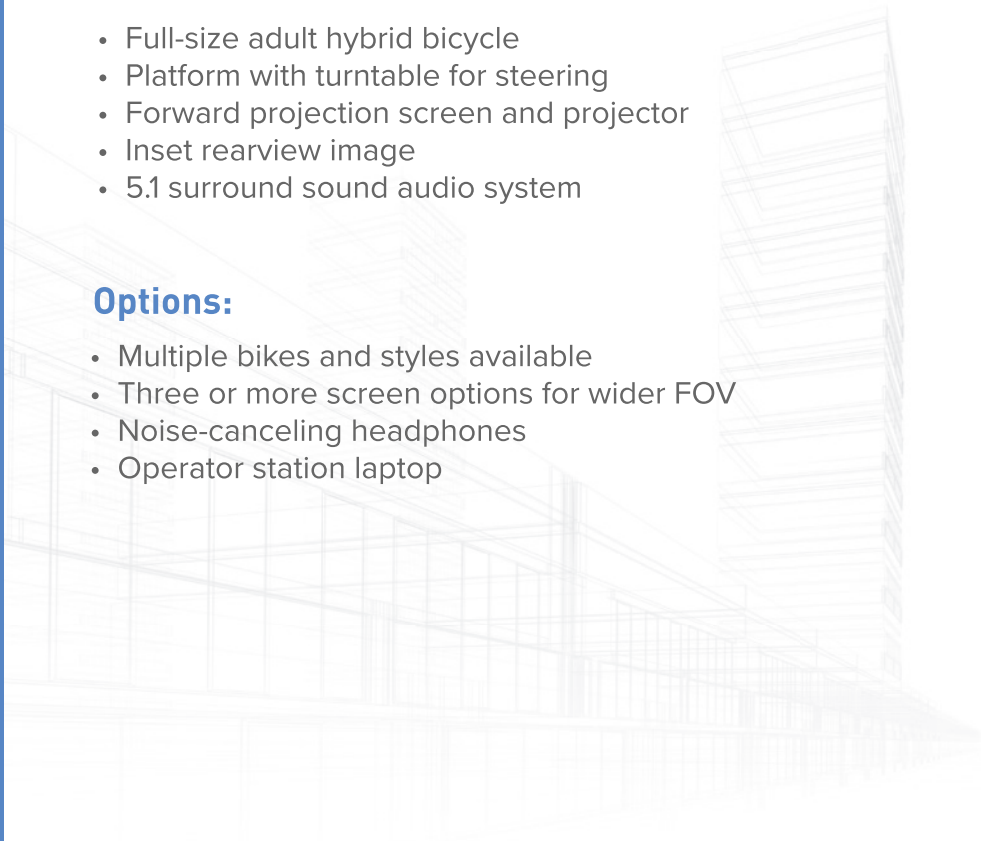 • Full-size adult hybrid bicycle
• Platform with turntable for steering
• Forward projection screen and projector
• Inset rearview image
• 5.1 surround sound audio system
Options:
• Multiple bikes and styles available
• Three or more screen options for wider FOV
• Noise-canceling headphones
• Operator station laptop